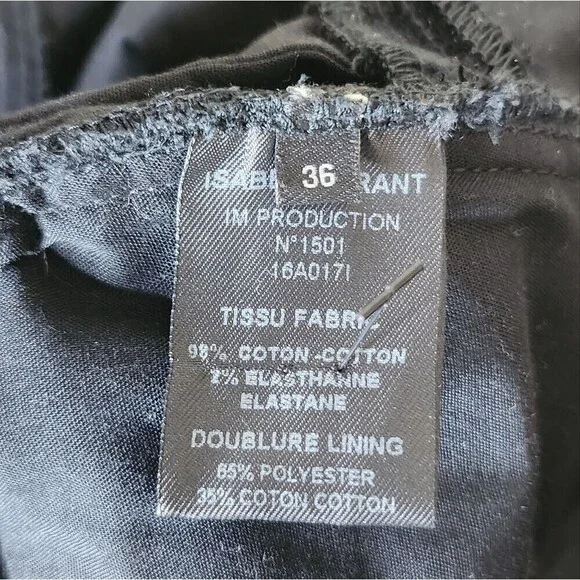 36
ISAB RANT
IM PRODUCTION
N°1501
16A017I
TISSU FABRIC
98% COTON -COTTON
2% ELASTHANNE
ELASTANE
DOUBLURE LINING
65% POLYESTER
35% COTON COTTON